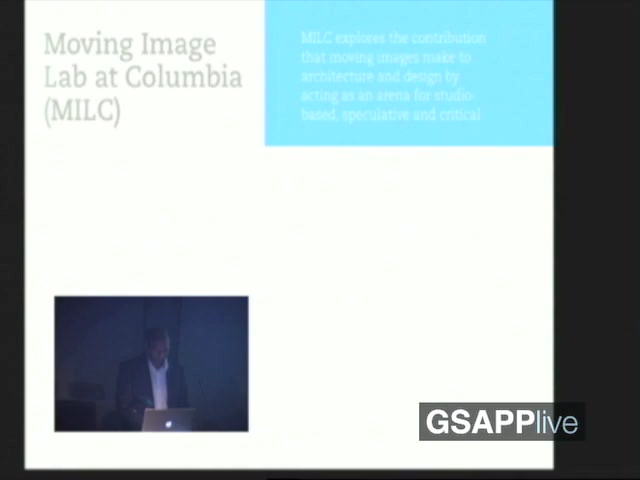 Moving Image
Lab at Columbia
(MILC)
MILC explores the contribution
that moving images make to
architecture and design by
acting as an arena for studio-
based, speculative and critical
GSAPPlive